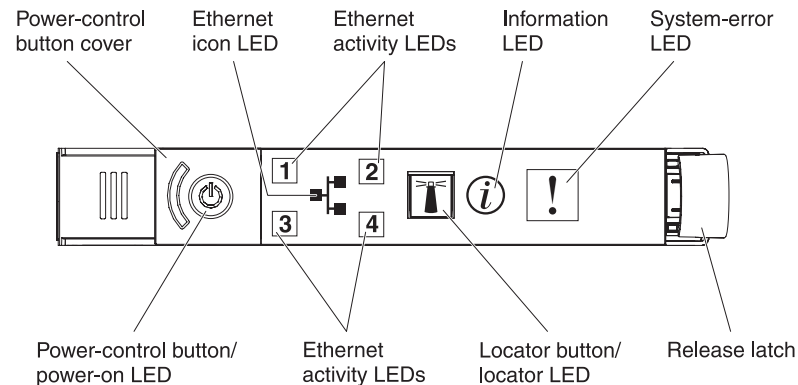 Power-control
button cover
Ethernet
icon LED
Ethernet
activity LEDs
Information
LED
System-error
LED
1
2
3
4
i
!
Power-control button/
power-on LED
Ethernet
activity LEDs
Locator button/
locator LED
Release latch